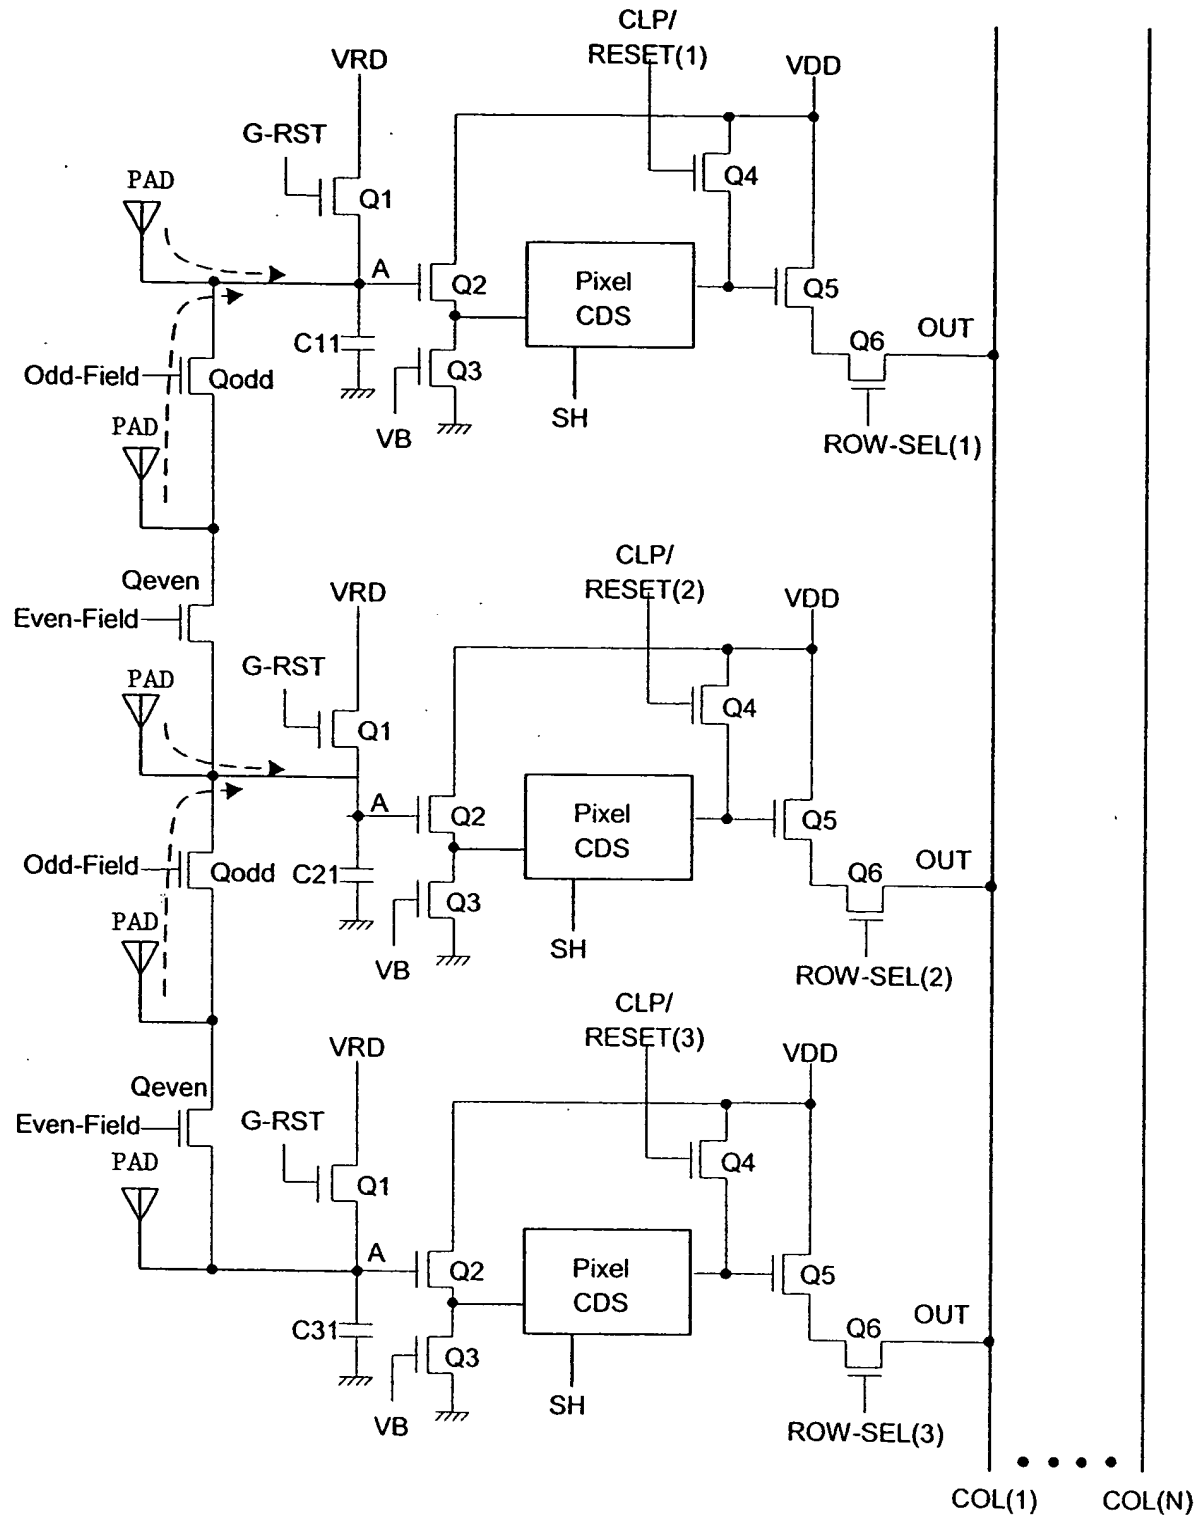 CLP/
RESET(1)
VRD
VDD
G-RST
Q4
PAD
Q1
A
Q2
Pixel
CDS
Q5
OUT
C11
Q6
Odd-Field
Qodd
Q3
SH
VB
ROW-SEL(1)
PAD
CLP/
RESET(2)
Qeven
VRD
VDD
Even-Field
G-RST
PAD
Q4
Q1
A
Q2
Pixel
CDS
Q5
OUT
Odd-Field
Qodd
C21
Q6
Q3
PAD
SH
VB
ROW-SEL(2)
CLP/
RESET(3)
VRD
VDD
Qeven
Even-Field
G-RST
PAD
Q4
Q1
A
Q2
Pixel
CDS
Q5
OUT
C31
Q6
Q3
SH
VB
ROW-SEL(3)
COL(1)
COL(N)